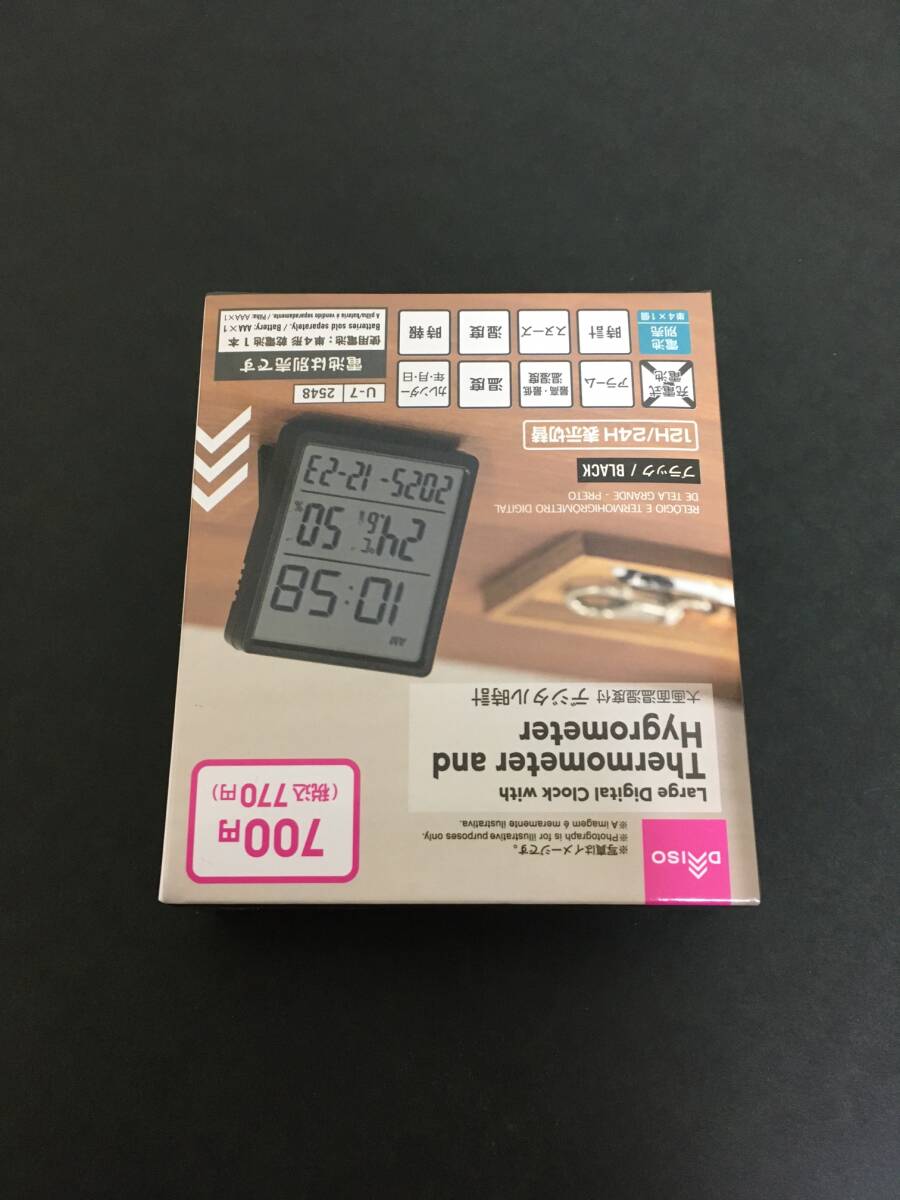 DAISO
※写真はイメージです。
※Photograph is for illustrative purposes only.
※A imagem é meramente ilustrativa.
700円
(税込770円)
Large Digital Clock with
Thermometer and
Hygrometer
大画面温湿度付 デジタル時計
AM
10:58
24.6℃ 50%
2025-12-23
RELÓGIO E TERMOHIGRÔMETRO DIGITAL
DE TELA GRANDE - PRETO
ブラック / BLACK
12H/24H 表示切替
充電式
電池
アラーム
最高・最低
温湿度
温度
カレンダー
年・月・日
電池
別売
単4×1個
時計
スヌーズ
湿度
時報
U-7 2548
電池は別売です
使用電池:単4形 乾電池 1 本
Batteries sold separately. / Battery: AAA×1
A pilha/bateria é vendida separadamente. / Pilha: AAA×1